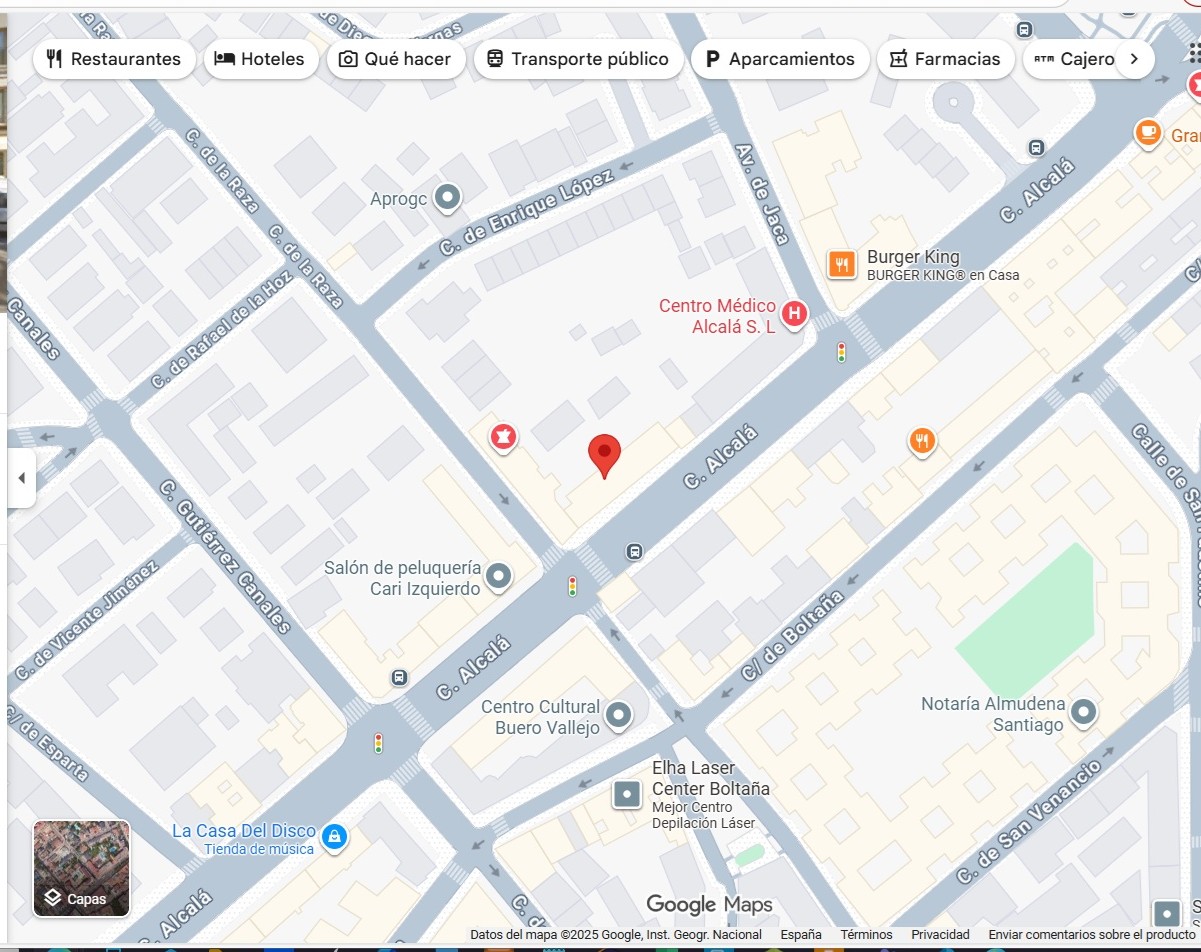 Restaurantes
Hoteles
Qué hacer
Transporte público
P Aparcamientos
Farmacias
ATM Cajero
C. de la Raza
Av. de Jaca
C. Alcalá
Gran
Aprogc
C. de Enrique López
C. de la Raza
Burger King
BURGER KING® en Casa
Centro Médico
Alcalá S. L
H
Canales
C. de Rafael de la Hoz
C. Alcalá
Calle de San
C. Gutiérrez Canales
Salón de peluquería
Cari Izquierdo
C. de Vicente Jiménez
C/ de Boltaña
C. Alcalá
Centro Cultural
Buero Vallejo
Notaría Almudena
Santiago
C/ de Esparta
Elha Laser
Center Boltaña
Mejor Centro
Depilación Láser
C. de San Venancio
La Casa Del Disco
Tienda de música
Capas
C. Alcalá
C. d
Google Maps
Datos del mapa ©2025 Google, Inst. Geogr. Nacional España Términos Privacidad Enviar comentarios sobre el producto